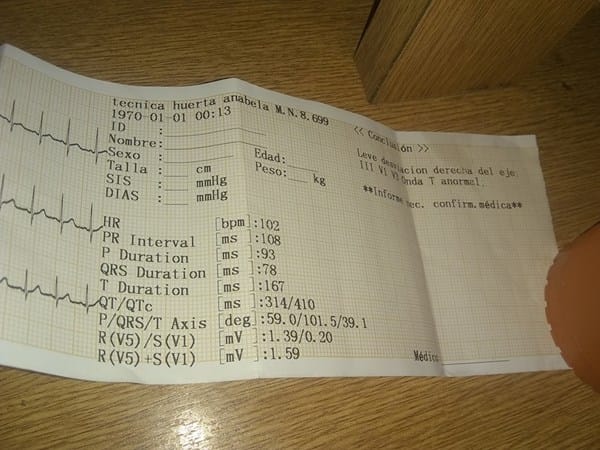 tecnica huerta anabela M.N.8.699
1970-01-01 00:13
ID :
Nombre:
Sexo : Edad:
Talla : cm Peso: kg
SIS : mmHg
DIAS : mmHg
HR [bpm]:102
PR Interval [ms ]:108
P Duration [ms ]:93
QRS Duration [ms ]:78
T Duration [ms ]:167
QT/QTc [ms ]:314/410
P/QRS/T Axis [deg]:59.0/101.5/39.1
R(V5)/S(V1) [mV ]:1.39/0.20
R(V5)+S(V1) [mV ]:1.59
<< Conclusión >>
Leve desviacion derecha del eje
III V1 V3 Onda T anormal.
**Informe nec. confirm.médica**
Médico